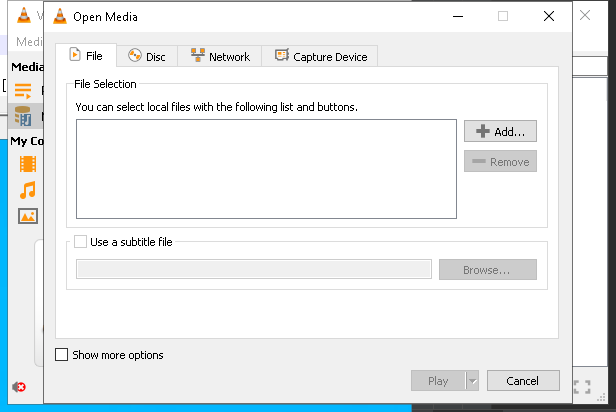 V
Open Media
Medi
File
Disc
Network
Capture Device
Media
File Selection
You can select local files with the following list and buttons.
Add...
Remove
My Co
Use a subtitle file
Browse...
Show more options
Play
Cancel